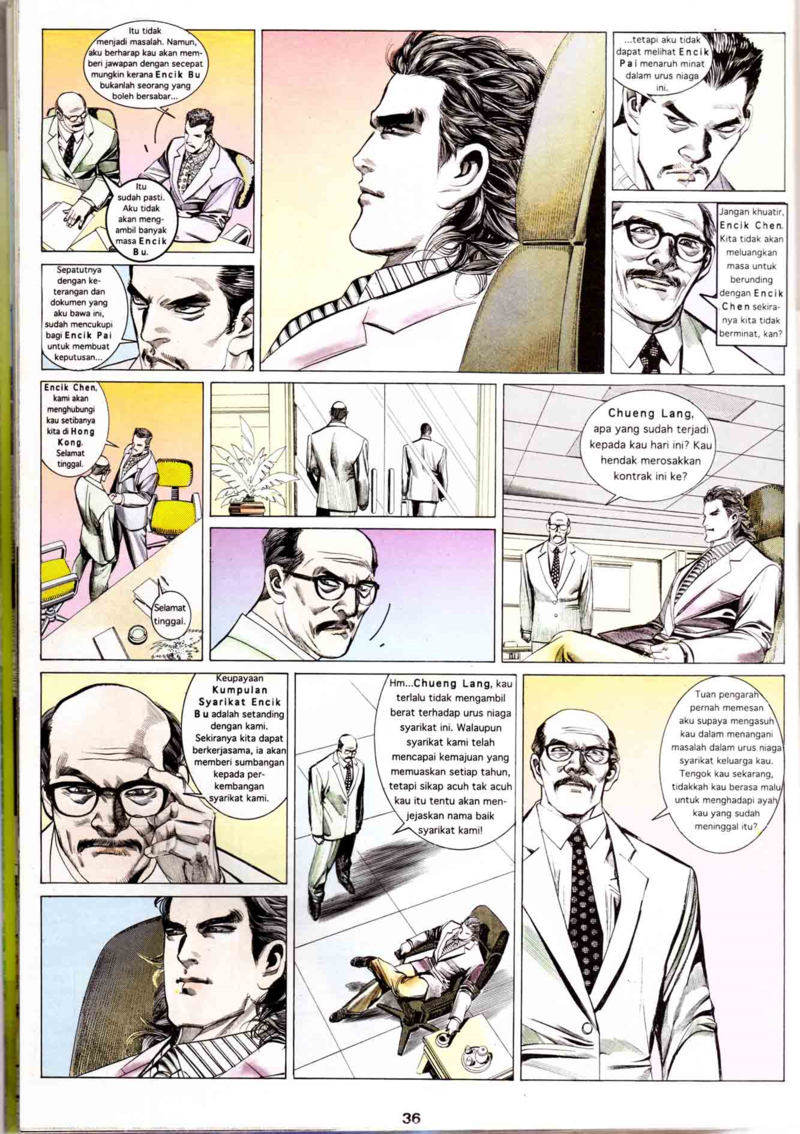 Itu tidak
menjadi masalah. Namun,
aku berharap kau akan mem-
beri jawapan dengan secepat
mungkin kerana Encik Bu
bukanlah seorang yang
boleh bersabar...
Itu
sudah pasti.
Aku tidak
akan meng-
ambil banyak
masa Encik
Bu.
...tetapi aku tidak
dapat melihat Encik
Pai menaruh minat
dalam urus niaga
ini.
Sepatutnya
dengan ke-
terangan dan
dokumen yang
aku bawa ini,
sudah mencukupi
bagi Encik Pai
untuk membuat
keputusan...
Jangan khuatir,
Encik Chen.
Kita tidak akan
meluangkan
masa untuk
berunding
dengan Encik
Chen sekira-
nya kita tidak
berminat, kan?
Encik Chen,
kami akan
menghubungi
kau setibanya
kita di Hong
Kong.
Selamat
tinggal.
Selamat
tinggal.
Chueng Lang,
apa yang sudah terjadi
kepada kau hari ini? Kau
hendak merosakkan
kontrak ini ke?
Keupayaan
Kumpulan
Syarikat Encik
Bu adalah setanding
dengan kami.
Sekiranya kita dapat
berkerjasama, ia akan
memberi sumbangan
kepada per-
kembangan
syarikat kami.
Hm...Chueng Lang, kau
terlalu tidak mengambil
berat terhadap urus niaga
syarikat ini. Walaupun
syarikat kami telah
mencapai kemajuan yang
memuaskan setiap tahun,
tetapi sikap acuh tak acuh
kau itu tentu akan men-
jejaskan nama baik
syarikat kami!
Tuan pengarah
pernah memesan
aku supaya mengasuh
kau dalam menangani
masalah dalam urus niaga
syarikat keluarga kau.
Tengok kau sekarang,
tidakkah kau berasa malu
untuk menghadapi ayah
kau yang sudah
meninggal itu?
36